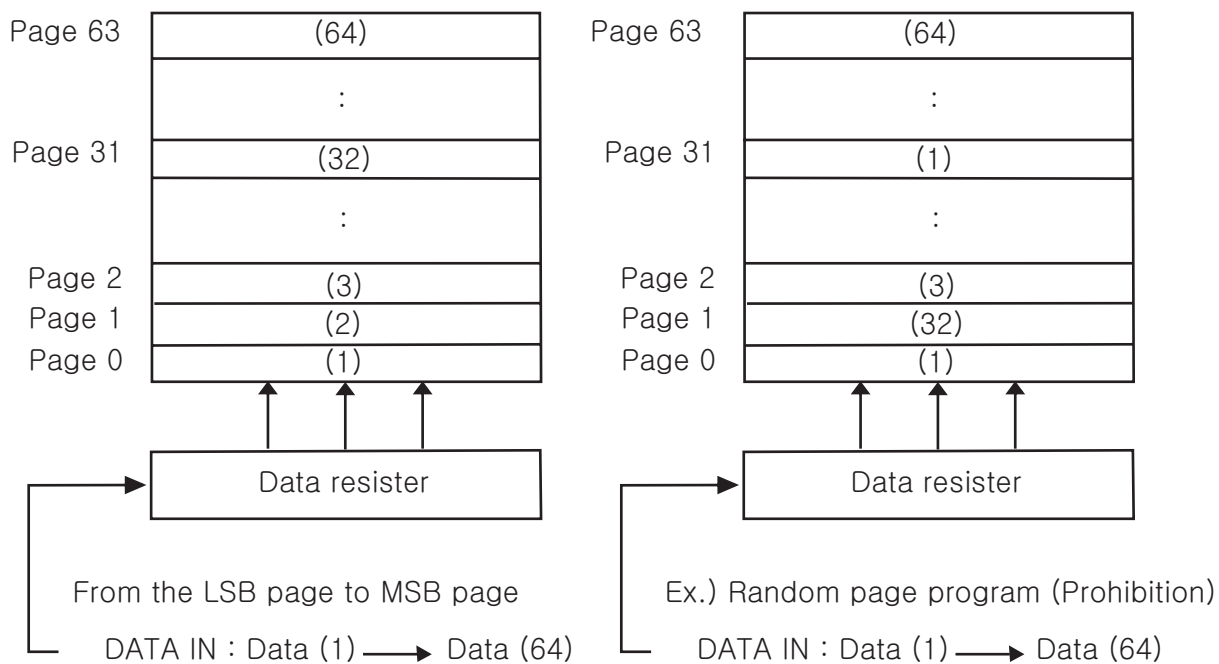 Page 63 (64)
:
Page 31 (32)
:
Page 2 (3)
Page 1 (2)
Page 0 (1)
Data resister
From the LSB page to MSB page
DATA IN : Data (1) Data (64)
Page 63 (64)
:
Page 31 (1)
:
Page 2 (3)
Page 1 (32)
Page 0 (1)
Data resister
Ex.) Random page program (Prohibition)
DATA IN : Data (1) Data (64)